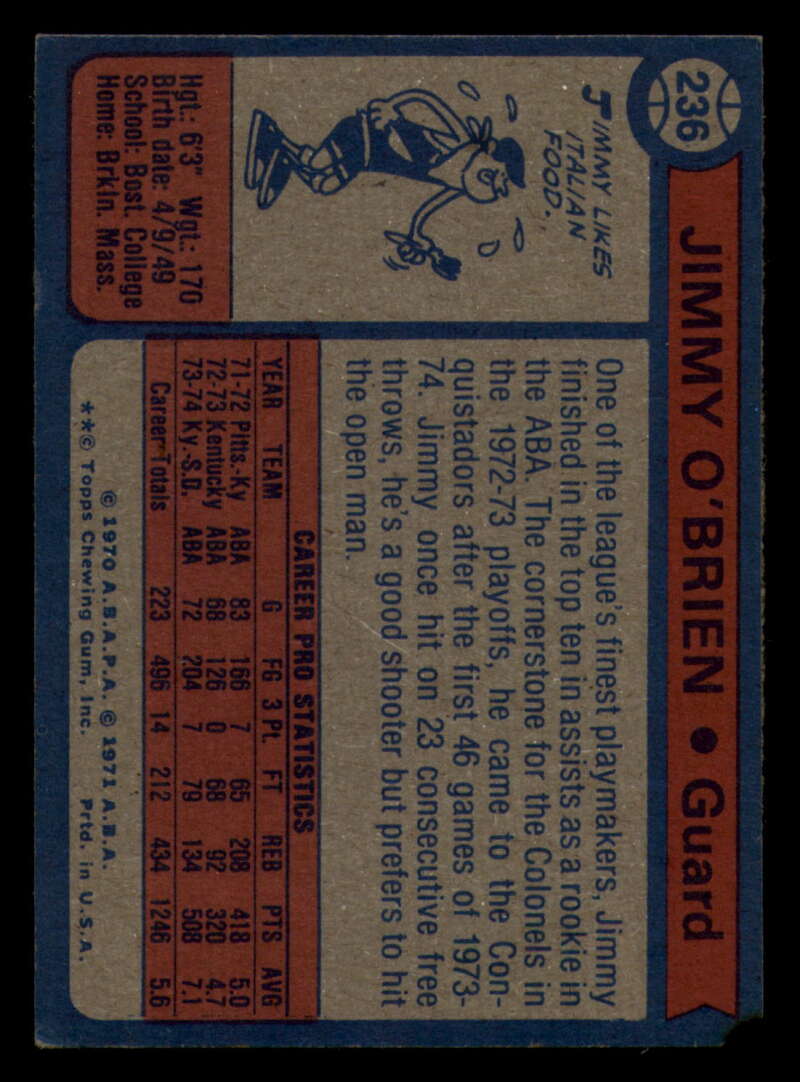 236
JIMMY O'BRIEN • Guard
JIMMY LIKES
ITALIAN
FOOD.
Hgt.: 6'3" Wgt.: 170
Birth date: 4/9/49
School: Bost. College
Home: Brkln. Mass.
One of the league's finest playmakers, Jimmy
finished in the top ten in assists as a rookie in
the ABA. The cornerstone for the Colonels in
the 1972-73 playoffs, he came to the Con-
quistadors after the first 46 games of 1973-
74. Jimmy once hit on 23 consecutive free
throws, he's a good shooter but prefers to hit
the open man.
CAREER PRO STATISTICS
YEAR TEAM G FG 3 Pt. FT REB PTS AVG
71-72 Pitts.-Ky ABA 83 166 7 65 208 418 5.0
72-73 Kentucky ABA 68 126 0 68 92 320 4.7
73-74 Ky.-S.D. ABA 72 204 7 79 134 508 7.1
Career Totals 223 496 14 212 434 1246 5.6
© 1970 A.B.A.P.A. © 1971 A.B.A.
**© Topps Chewing Gum, Inc. Prtd. in U.S.A.